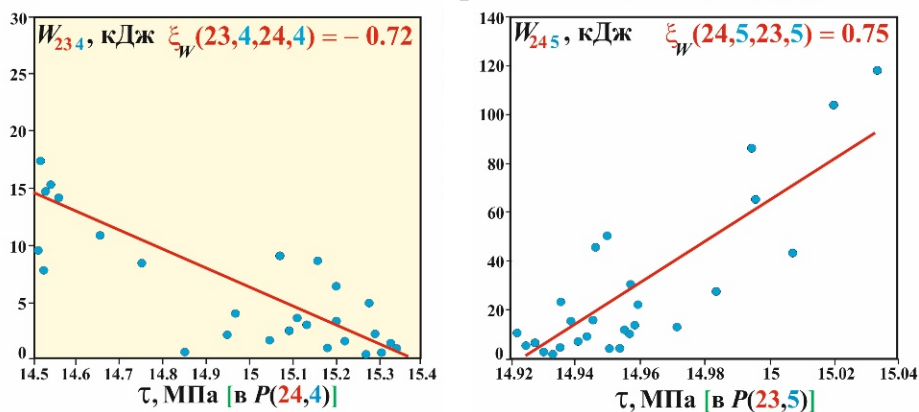 W23 4, кДж ξW(23,4,24,4) = – 0.72
30
25
20
15
10
5
0
14.5 14.6 14.7 14.8 14.9 15.0 15.1 15.2 15.3 15.4
τ, МПа [в P(24,4)]
W24 5, кДж ξW(24,5,23,5) = 0.75
140
120
100
80
60
40
20
0
14.92 14.94 14.96 14.98 15 15.02 15.04
τ, МПа [в P(23,5)]